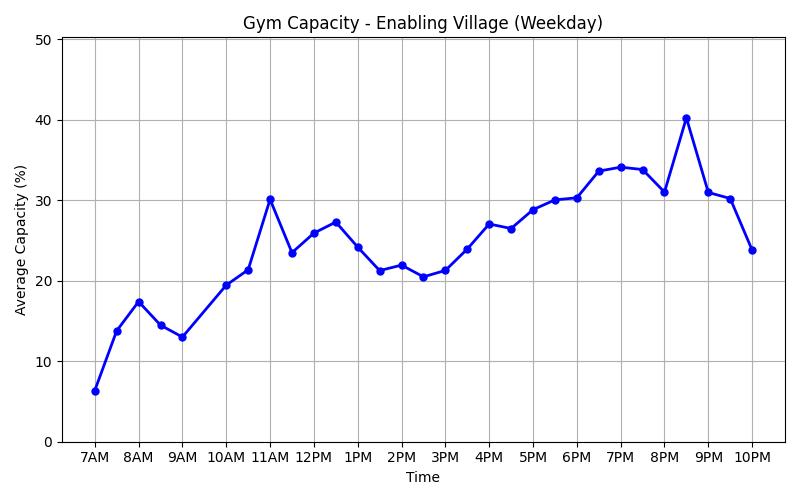 Gym Capacity - Enabling Village (Weekday)
50
40
30
20
10
0
Average Capacity (%)
7AM 8AM 9AM 10AM 11AM 12PM 1PM 2PM 3PM 4PM 5PM 6PM 7PM 8PM 9PM 10PM
Time